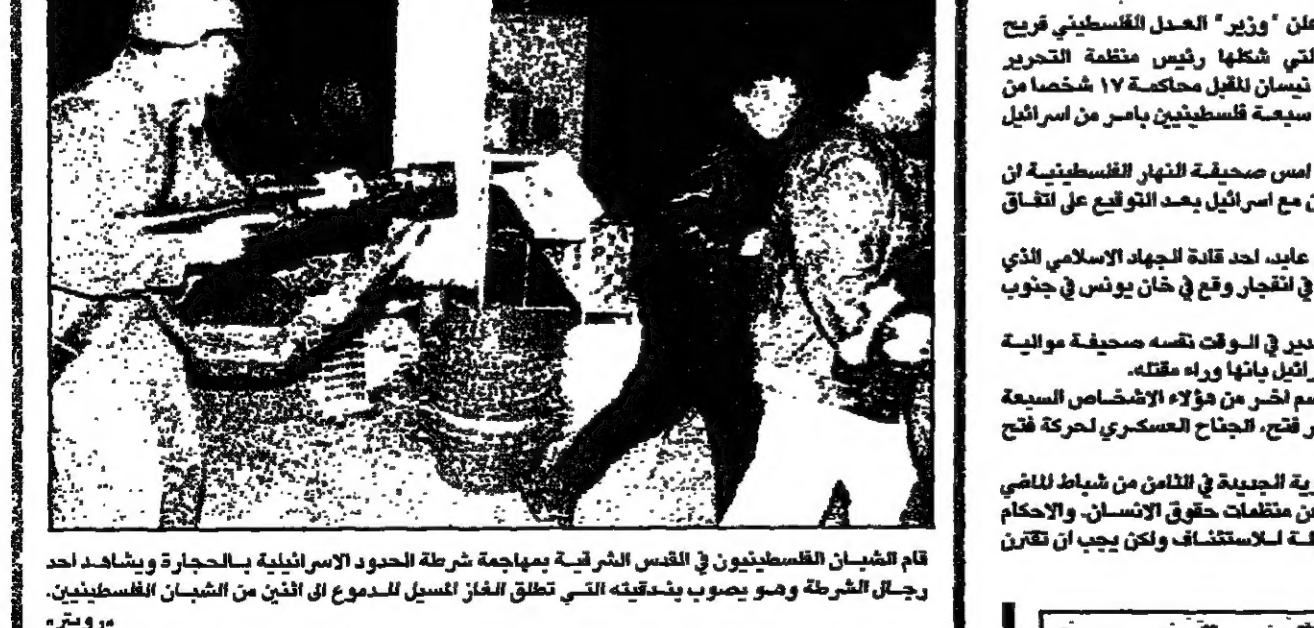 علن "وزير" العدل الفلسطيني فريح
لتي شكلها رئيس منظمة التحرير
نيسان المقبل محاكمة ١٧ شخصا من
سبعة فلسطينيين بامر من اسرائيل
امس صحيفة النهار الفلسطينية ان
ن مع اسرائيل بعد التوقيع على اتفاق
عابد، احد قادة الجهاد الاسلامي الذي
في انفجار وقع في خان يونس في جنوب
دير في الوقت نفسه صحيفة موالية
رائيل بانها وراء مقتله.
سم اخر من هؤلاء الاشخاص السبعة
ر فتح، الجناح العسكري لحركة فتح
رية الجديدة في الثامن من شباط الماضي
من منظمات حقوق الانسان. والاحكام
لة للاستئناف ولكن يجب ان تقترن
قام الشبان الفلسطينيون في القدس الشرقية بمهاجمة شرطة الحدود الاسرائيلية بالحجارة ويشاهد احد
رجال الشرطة وهو يصوب بندقيته التي تطلق الغاز المسيل للدموع الى اثنين من الشبان الفلسطينيين.
«رويتر»